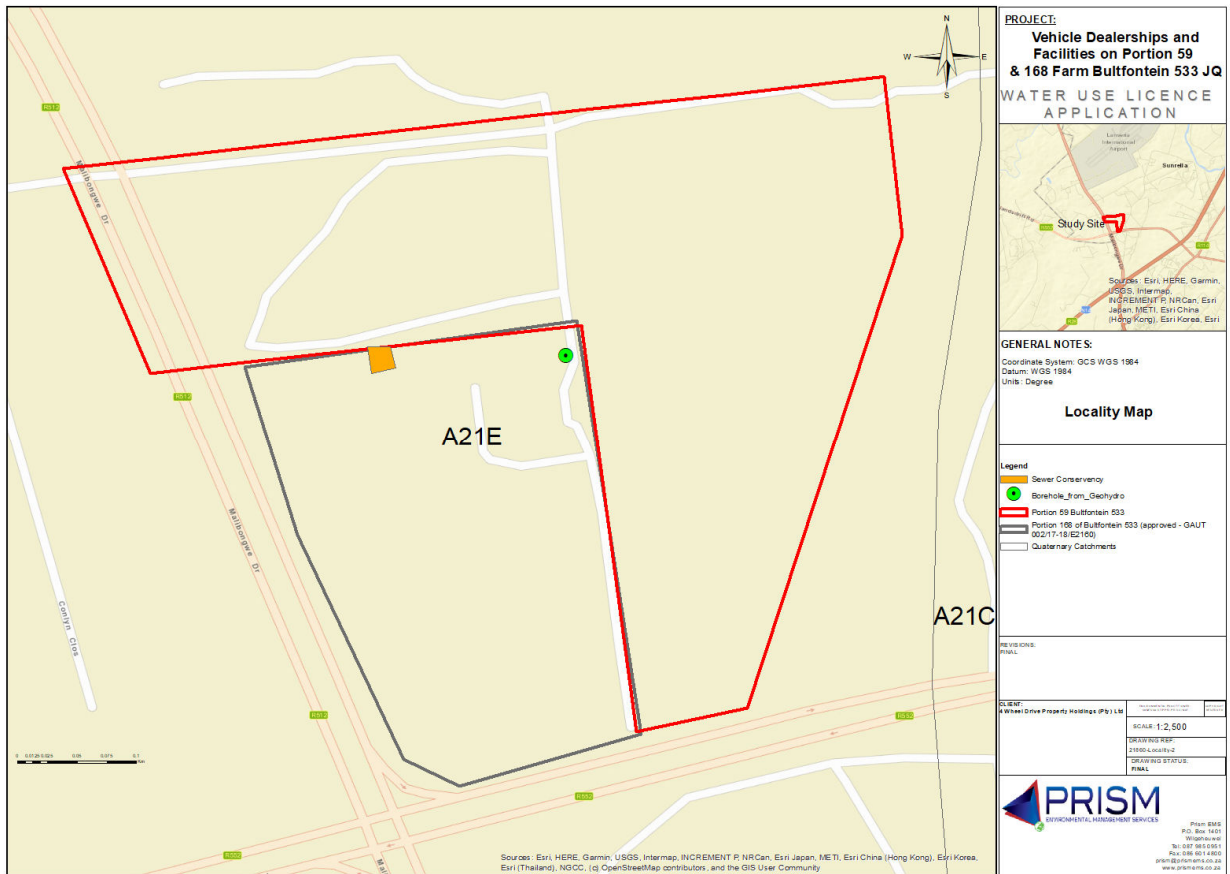 N
W
E
S
R512
Malibongwe Dr
R512
A21E
Malibongwe Dr
A21C
Conlyn Clos
R512
R552
R552
R552
0 0.0125 0.025 0.05 0.075 0.1
Km
Sources: Esri, HERE, Garmin, USGS, Intermap, INCREMENT P, NRCan, Esri Japan, METI, Esri China (Hong Kong), Esri Korea,
Esri (Thailand), NGCC, (c) OpenStreetMap contributors, and the GIS User Community
PROJECT:
Vehicle Dealerships and
Facilities on Portion 59
& 168 Farm Bultfontein 533 JQ
WATER USE LICENCE
APPLICATION
Lanseria
International
Airport
Sunrella
Study Site
Sources: Esri, HERE, Garmin,
USGS, Intermap,
INCREMENT P, NRCan, Esri
Japan, METI, Esri China
(Hong Kong), Esri Korea, Esri
GENERAL NOTES:
Coordinate System: GCS WGS 1984
Datum: WGS 1984
Units: Degree
Locality Map
Legend
Sewer Conservency
Borehole_from_Geohydro
Portion 59 Bultfontein 533
Portion 168 of Bultfontein 533 (approved - GAUT
002/17-18/E2160)
Quaternary Catchments
REVISIONS:
FINAL
CLIENT:
4 Wheel Drive Property Holdings (Pty) Ltd
SCALE: 1:2,500
DRAWING REF:
21860-Locality-2
DRAWING STATUS:
FINAL
PRISM
ENVIRONMENTAL MANAGEMENT SERVICES
Prism EMS
P.O. Box 1401
Wilgeheuwel
Tel: 087 985 0951
Fax: 086 601 4800
prism@prismems.co.za
www.prismems.co.za